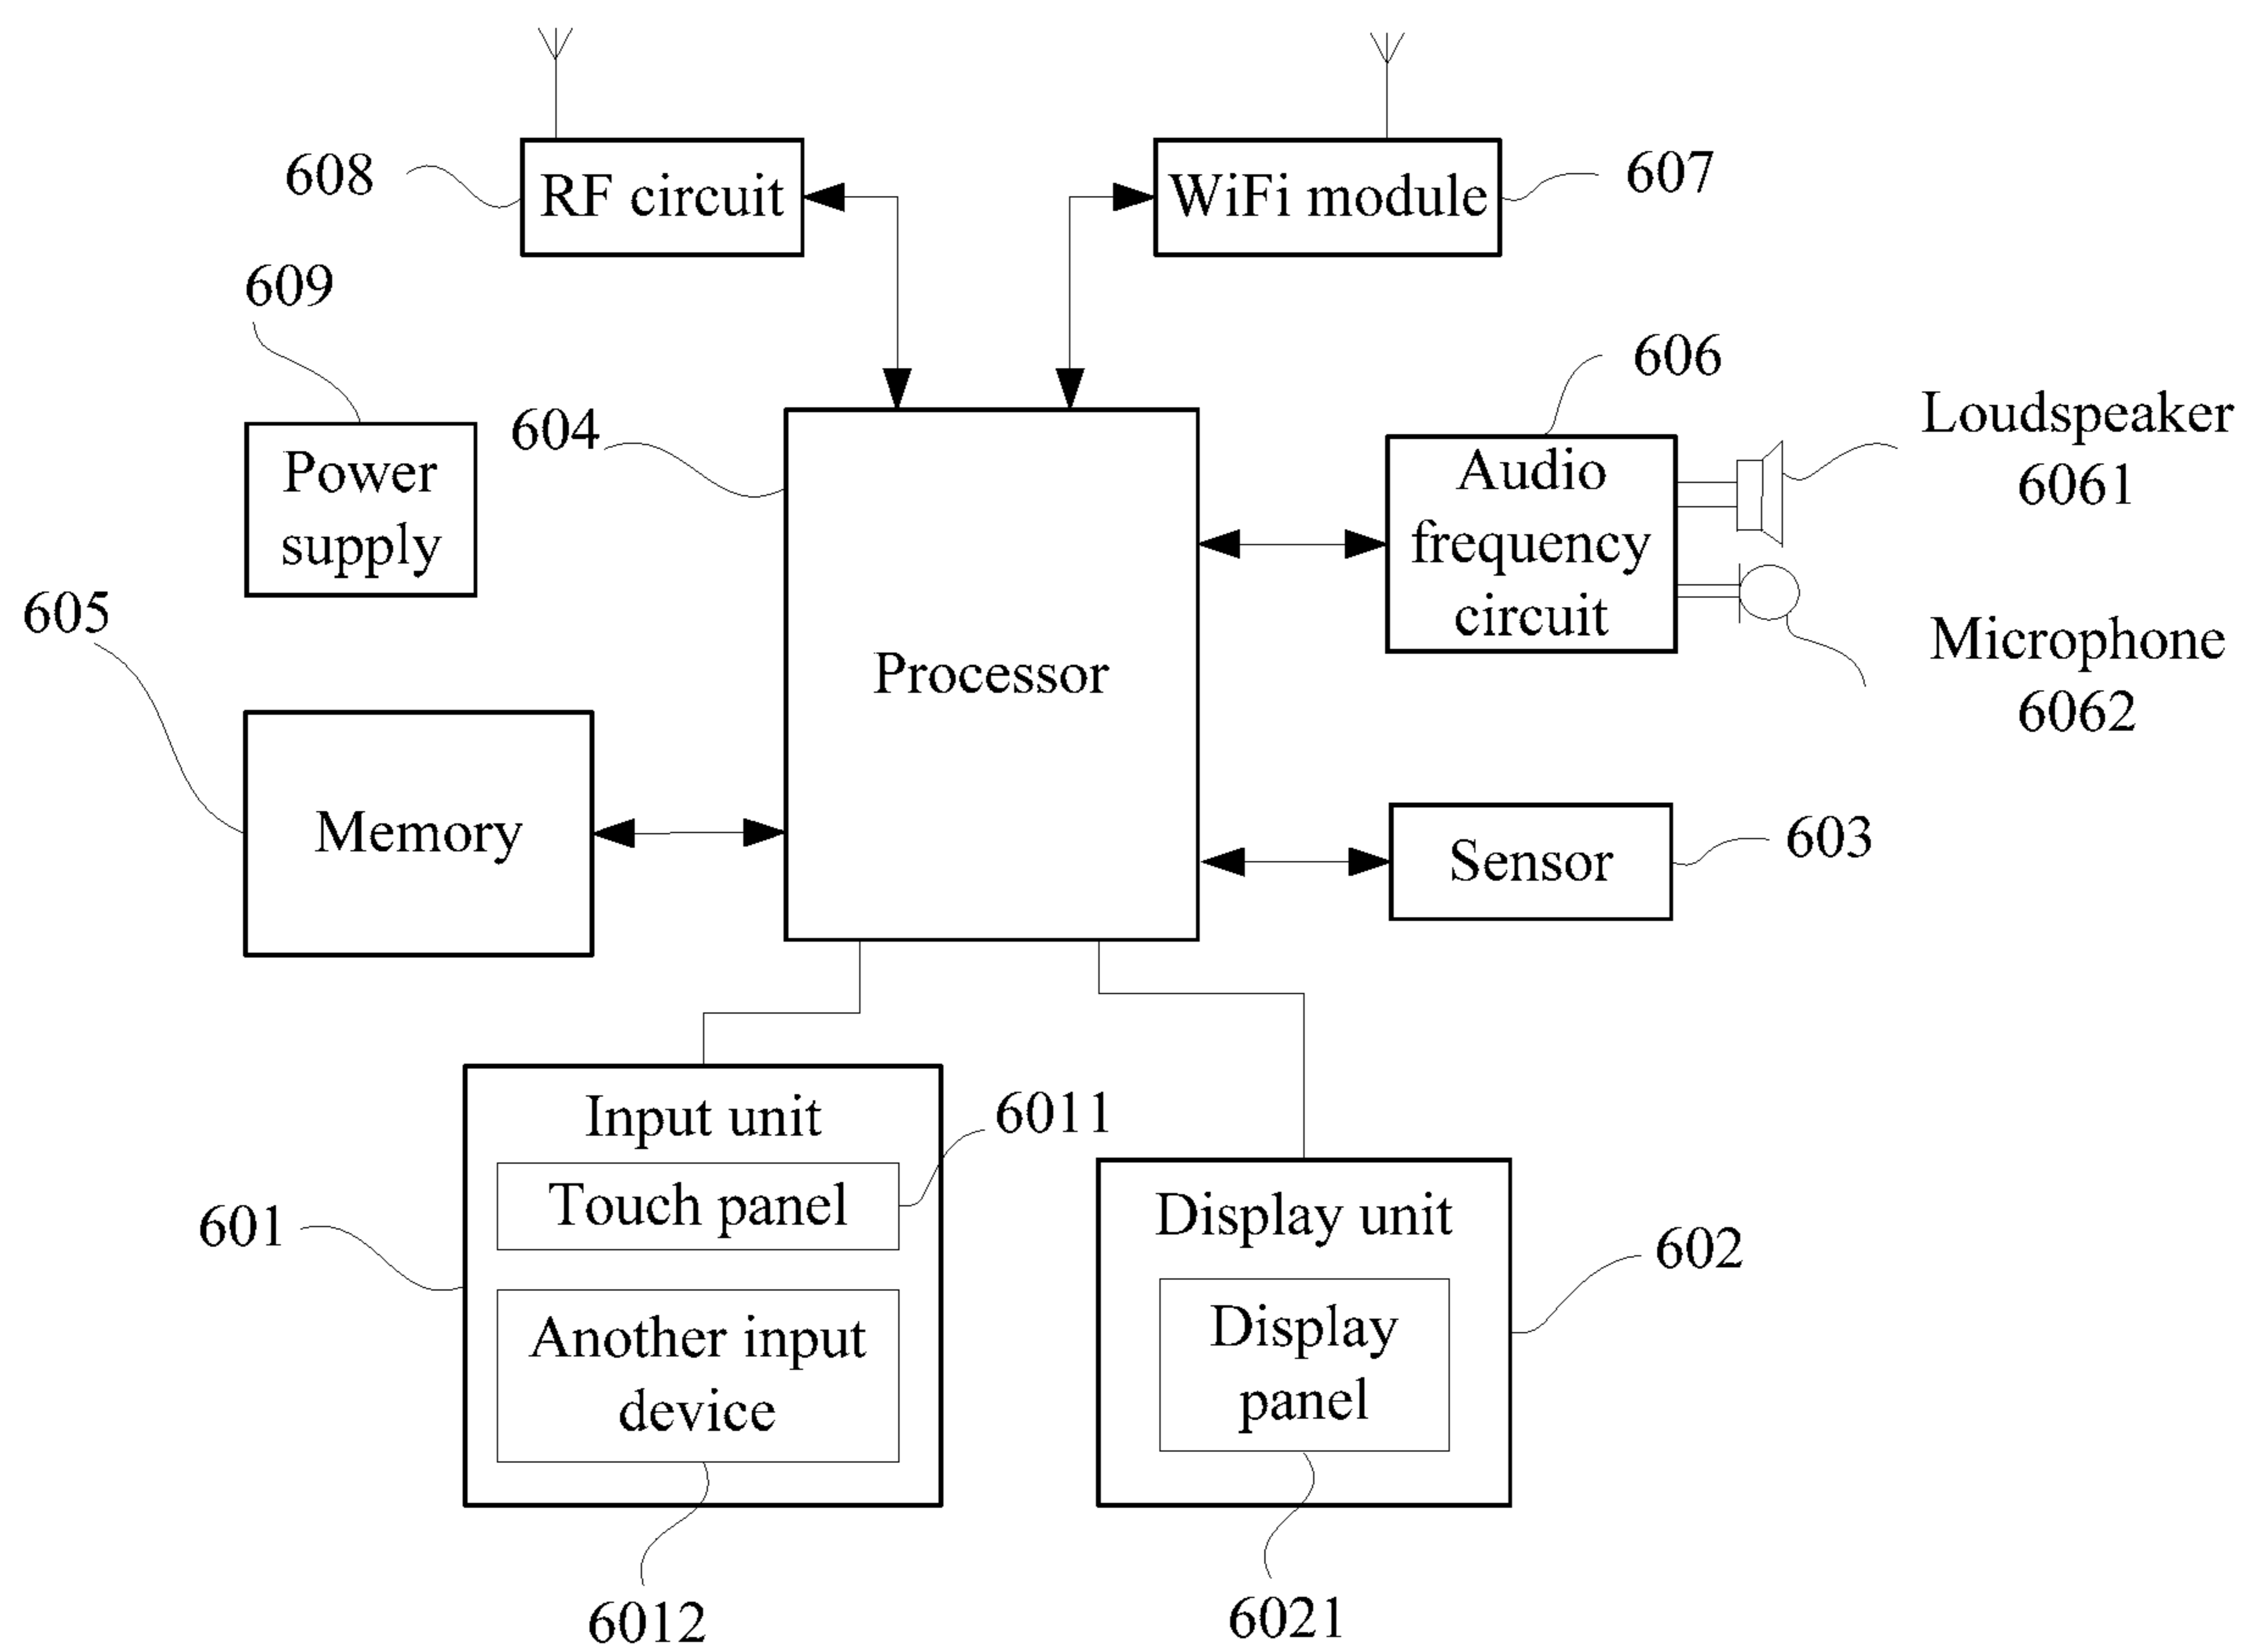 608
RF circuit
WiFi module
607
609
Power
supply
604
Processor
606
Audio
frequency
circuit
Loudspeaker
6061
Microphone
6062
605
Memory
Sensor
603
Input unit
6011
Touch panel
601
Another input
device
6012
Display unit
602
Display
panel
6021